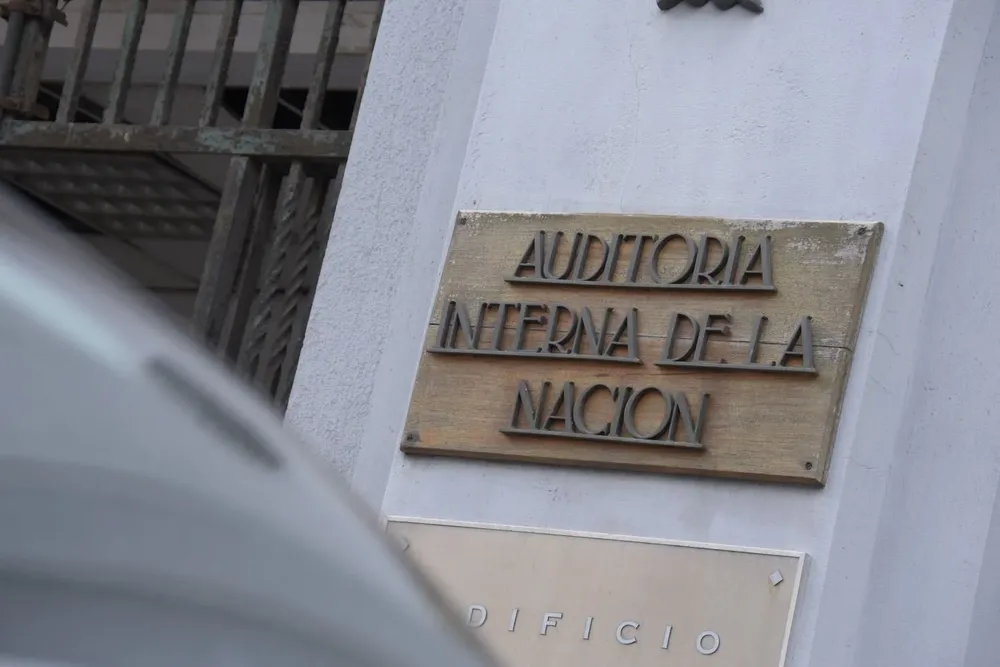 AUDITORIA
INTERNA DE LA
NACION
DIFICIO